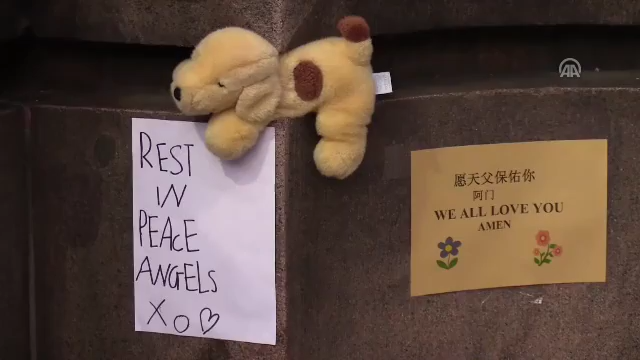 REST
IN
PEACE
ANGELS
XO♡
愿天父保佑你
阿门
WE ALL LOVE YOU
AMEN
AA